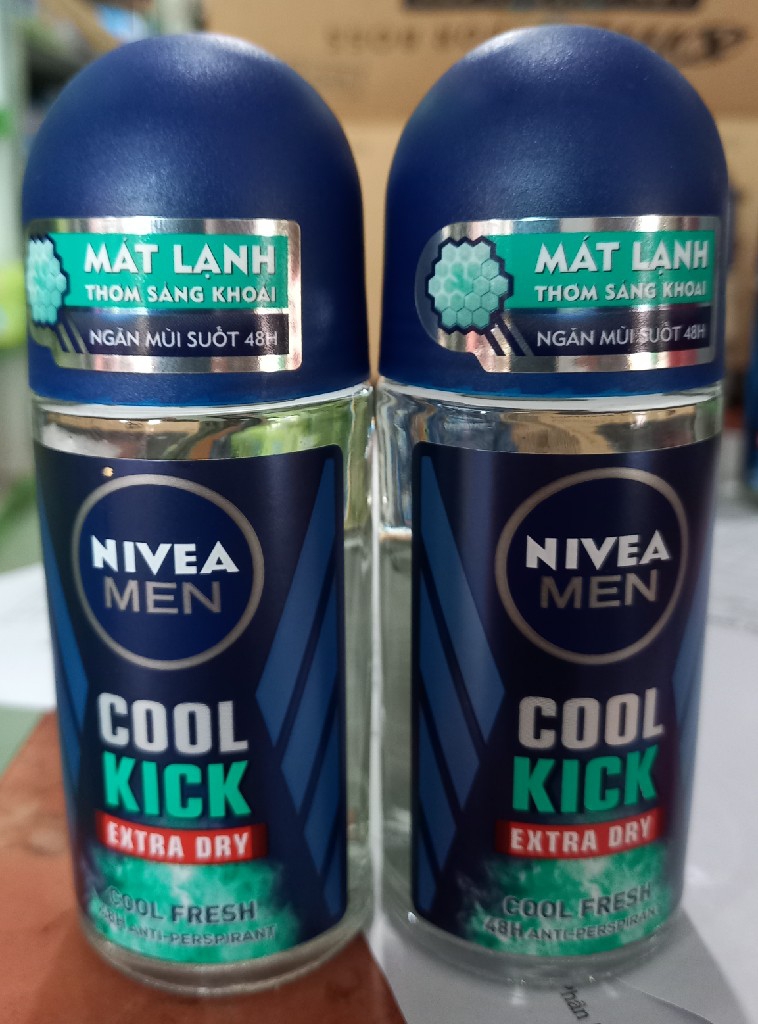 MÁT LẠNH
THƠM SẢNG KHOÁI
NGĂN MÙI SUỐT 48H
NIVEA
MEN
COOL
KICK
EXTRA DRY
COOL FRESH
48H ANTI-PERSPIRANT
MÁT LẠNH
THƠM SẢNG KHOÁI
NGĂN MÙI SUỐT 48H
NIVEA
MEN
COOL
KICK
EXTRA DRY
COOL FRESH
48H ANTI-PERSPIRANT
Phân